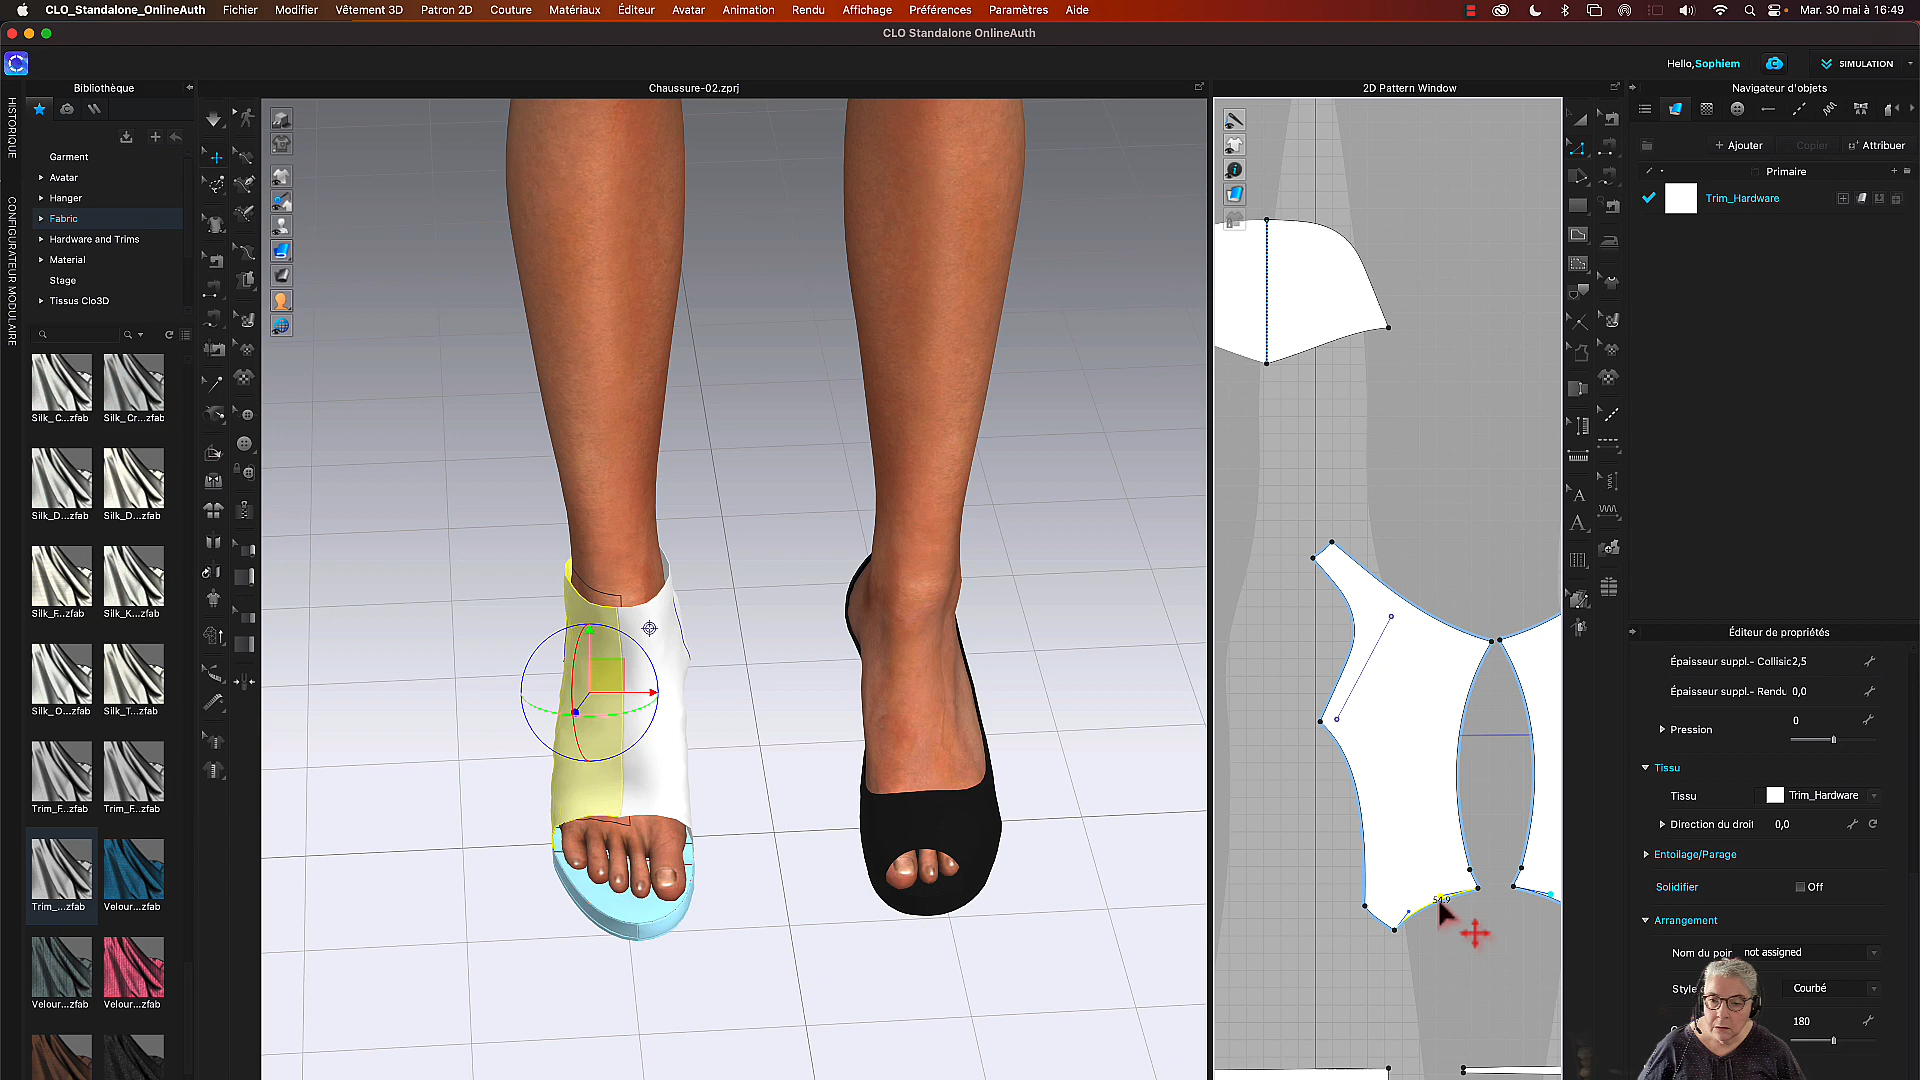 CLO_Standalone_OnlineAuth Fichier Modifier Vêtement 3D Patron 2D Couture Matériaux Éditeur Avatar Animation Rendu Affichage Préférences Paramètres Aide Mar. 30 mai à 16:49
CLO Standalone OnlineAuth
Hello, Sophiem SIMULATION
Bibliothèque Chaussure-02.zprj 2D Pattern Window Navigateur d'objets
HISTORIQUE
CONFIGURATEUR MODULAIRE
Garment
Avatar
Hanger
Fabric
Hardware and Trims
Material
Stage
Tissus Clo3D
Silk_C...zfab Silk_Cr...zfab
Silk_D...zfab Silk_D...zfab
Silk_F...zfab Silk_K...zfab
Silk_O...zfab Silk_T...zfab
Trim_F...zfab Trim_F...zfab
Trim_...zfab Velour...zfab
Velour...zfab Velour...zfab
54,9
+ Ajouter Copier Attribuer
Primaire
Trim_Hardware
Éditeur de propriétés
Épaisseur suppl.- Collisic 2,5
Épaisseur suppl.- Rendu 0,0
Pression 0
Tissu
Tissu Trim_Hardware
Direction du droit 0,0
Entoilage/Parage
Solidifier Off
Arrangement
Nom du poir not assigned
Style Courbé
180